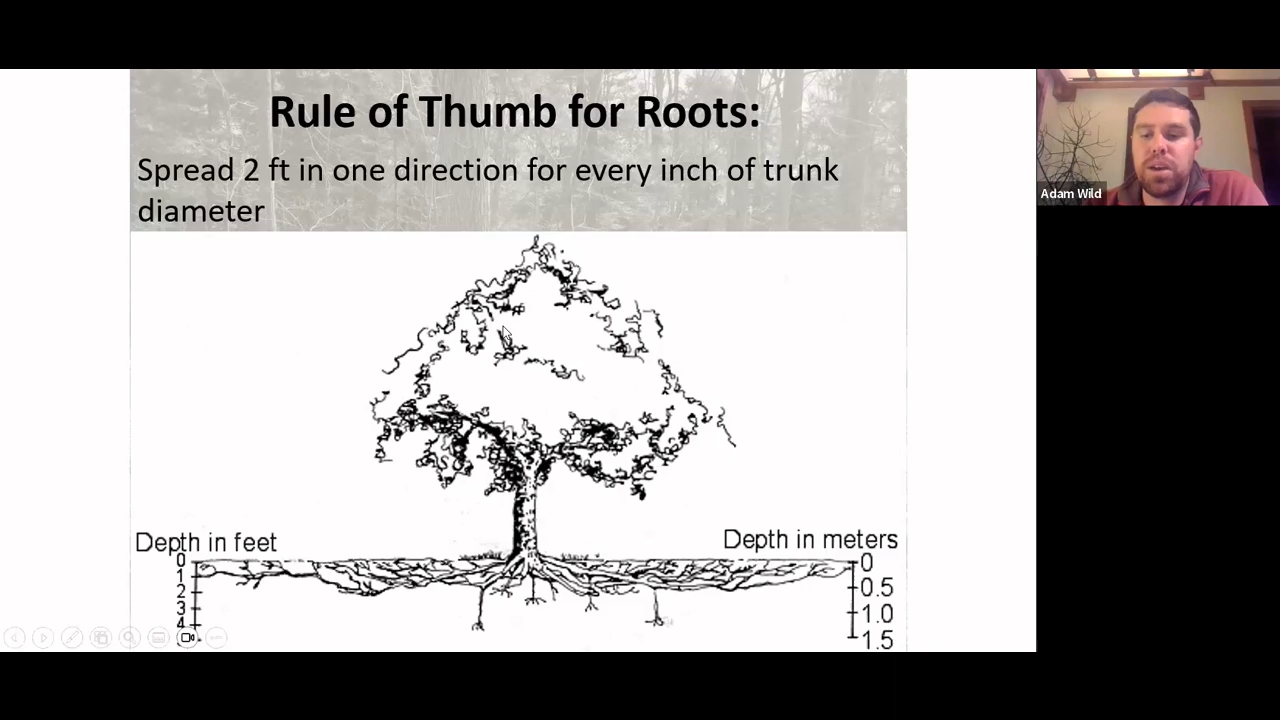 Rule of Thumb for Roots:
Spread 2 ft in one direction for every inch of trunk
diameter
Adam Wild
Depth in feet
0
1
2
3
4
Depth in meters
0
0.5
1.0
1.5